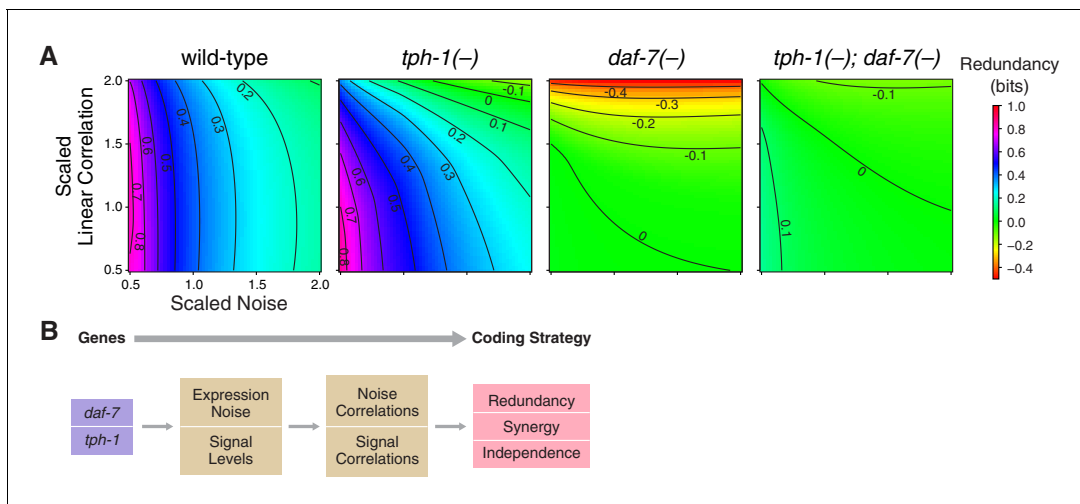 A
wild-type
tph-1(–)
daf-7(–)
tph-1(–); daf-7(–)
Redundancy
(bits)
Scaled
Linear Correlation
2.0
1.5
1.0
0.5
0.5
1.0
1.5
2.0
Scaled Noise
0.8
0.7
0.6
0.5
0.4
0.3
0.2
0.8
0.7
0.6
0.5
0.4
0.3
0.2
0.1
0
-0.1
-0.4
-0.3
-0.2
-0.1
0
0.1
0
-0.1
1.0
0.8
0.6
0.4
0.2
0.0
−0.2
−0.4
B
Genes
Coding Strategy
daf-7
tph-1
Expression
Noise
Signal
Levels
Noise
Correlations
Signal
Correlations
Redundancy
Synergy
Independence